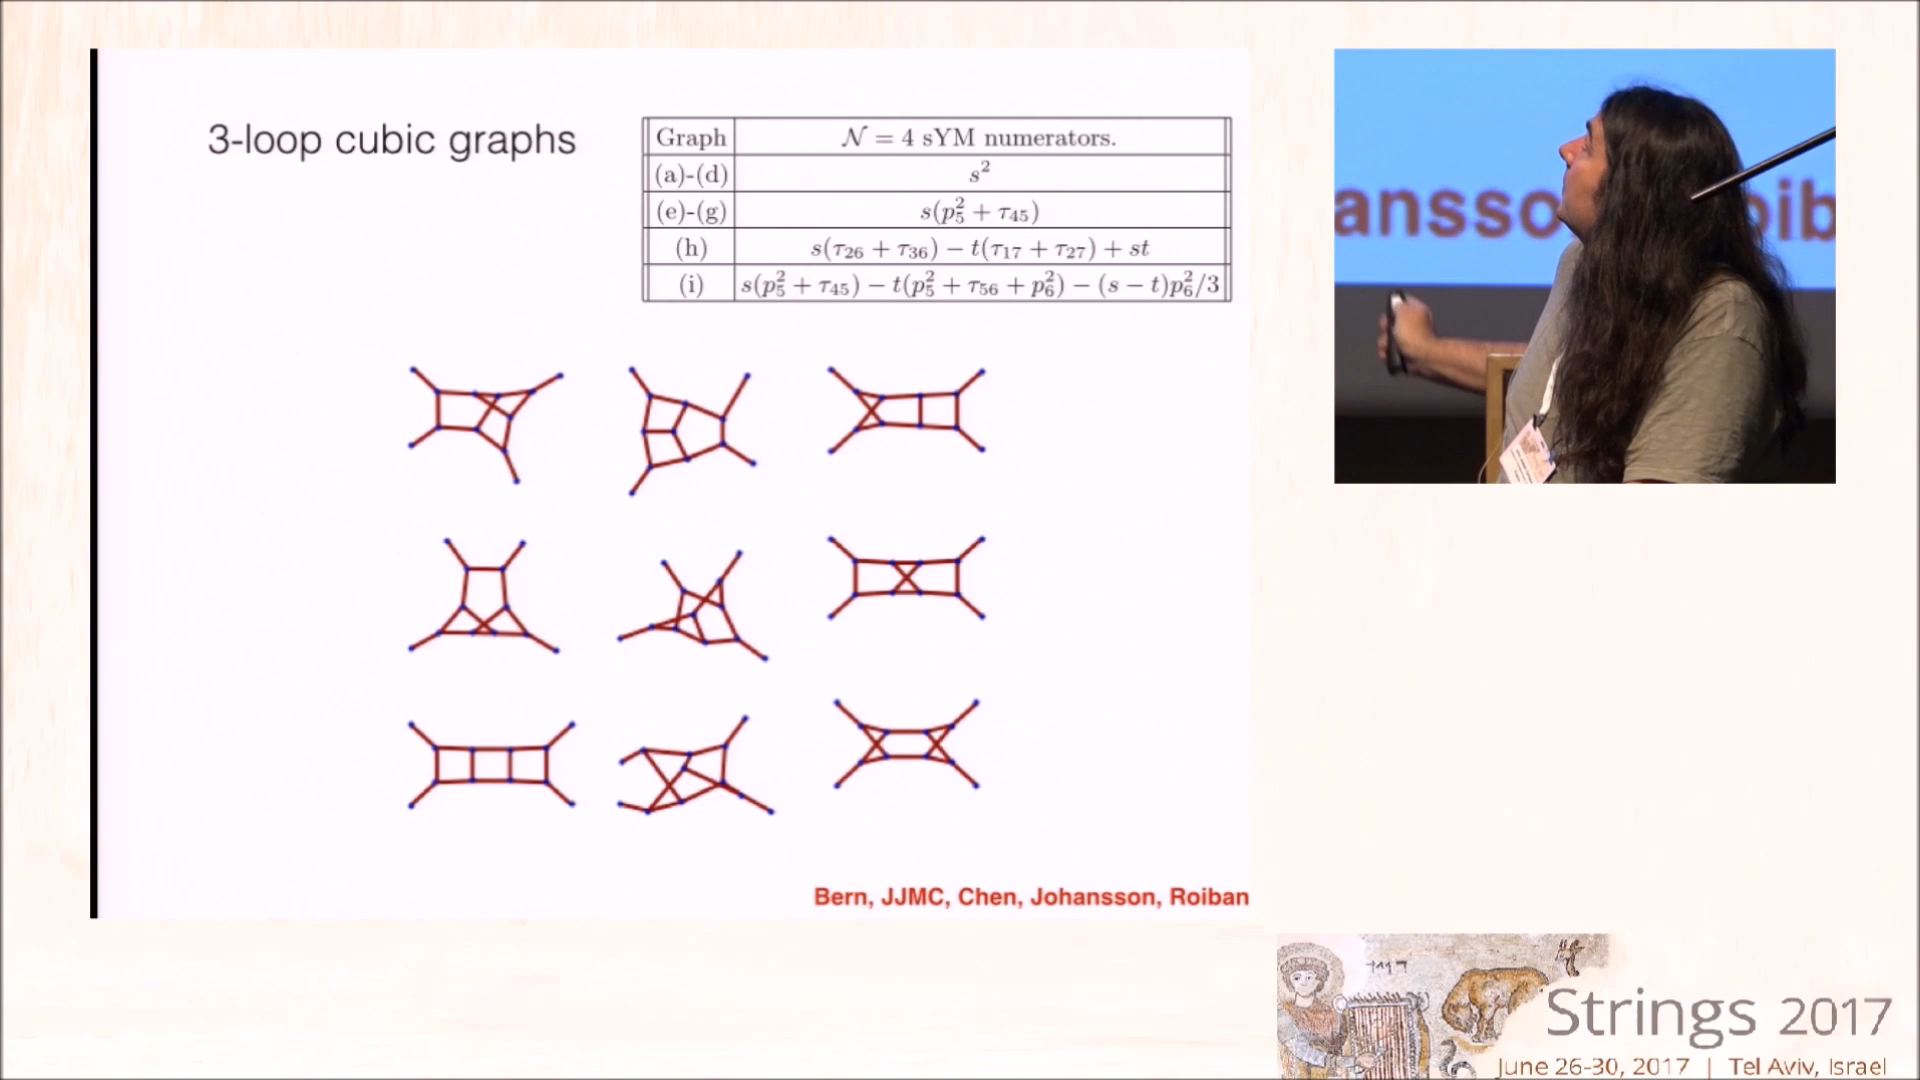 3-loop cubic graphs
Graph | 𝒩 = 4 sYM numerators.
(a)-(d) | s²
(e)-(g) | s(p₅² + τ₄₅)
(h) | s(τ₂₆ + τ₃₆) − t(τ₁₇ + τ₂₇) + st
(i) | s(p₅² + τ₄₅) − t(p₅² + τ₅₆ + p₆²) − (s − t)p₆²/3
Bern, JJMC, Chen, Johansson, Roiban
ansso oib
Strings 2017
June 26-30, 2017 | Tel Aviv, Israel